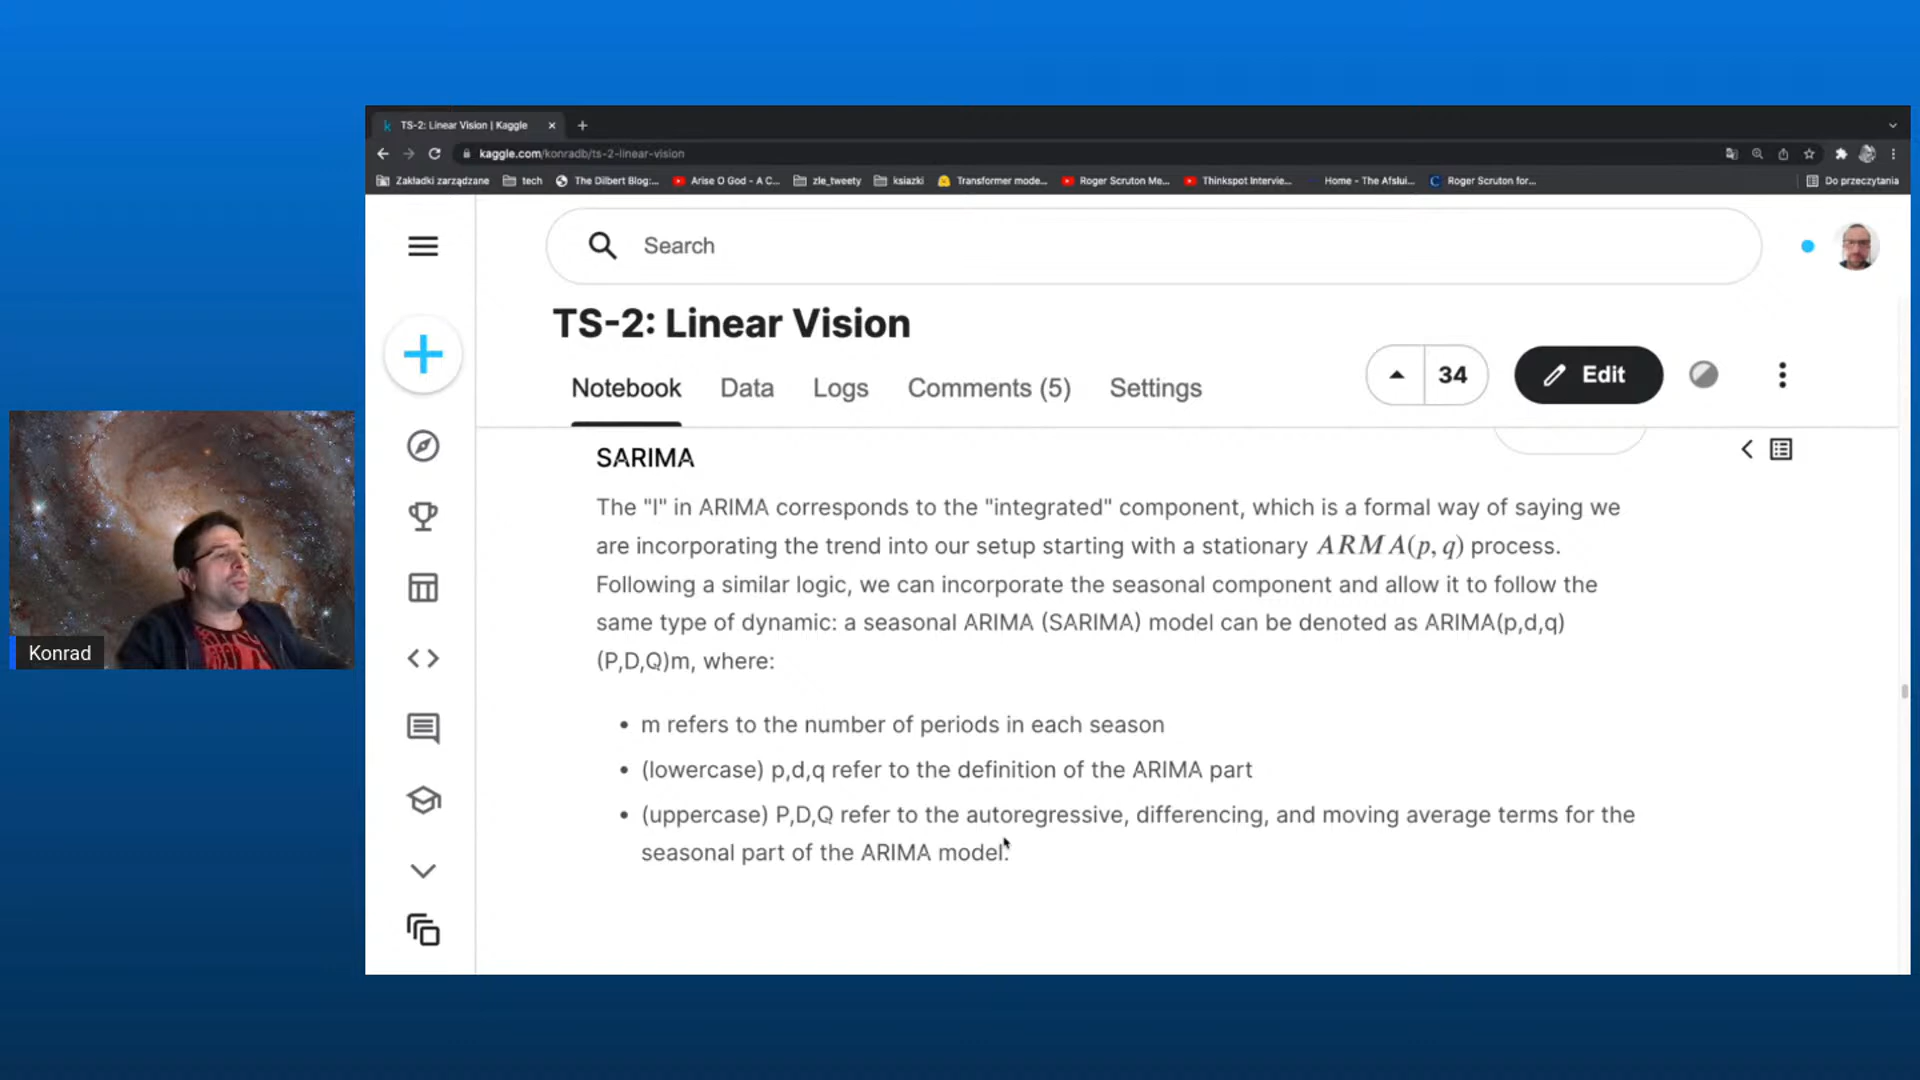 TS-2: Linear Vision | Kaggle
kaggle.com/konradb/ts-2-linear-vision
Zakładki zarządzane
tech
The Dilbert Blog:...
Arise O God - A C...
zle_tweety
ksiazki
Transformer mode...
Roger Scruton Me...
Thinkspot Intervie...
Home - The Afslui...
Roger Scruton for...
Do przeczytania
Search
TS-2: Linear Vision
Notebook
Data
Logs
Comments (5)
Settings
34
Edit
SARIMA
The "I" in ARIMA corresponds to the "integrated" component, which is a formal way of saying we
are incorporating the trend into our setup starting with a stationary ARMA(p, q) process.
Following a similar logic, we can incorporate the seasonal component and allow it to follow the
same type of dynamic: a seasonal ARIMA (SARIMA) model can be denoted as ARIMA(p,d,q)
(P,D,Q)m, where:
• m refers to the number of periods in each season
• (lowercase) p,d,q refer to the definition of the ARIMA part
• (uppercase) P,D,Q refer to the autoregressive, differencing, and moving average terms for the
seasonal part of the ARIMA model.
Konrad